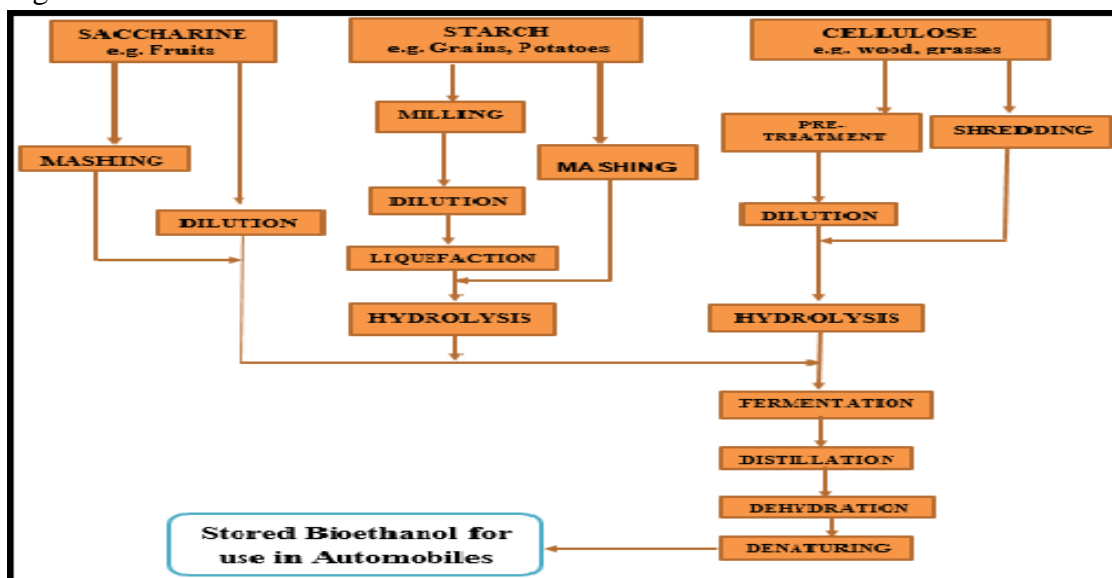 SACCHARINE
e.g. Fruits
STARCH
e.g. Grains, Potatoes
CELLULOSE
e.g. wood, grasses
MILLING
PRE-
TREATMENT
SHREDDING
MASHING
MASHING
DILUTION
DILUTION
DILUTION
LIQUEFACTION
HYDROLYSIS
HYDROLYSIS
FERMENTATION
DISTILLATION
DEHYDRATION
DENATURING
Stored Bioethanol for
use in Automobiles